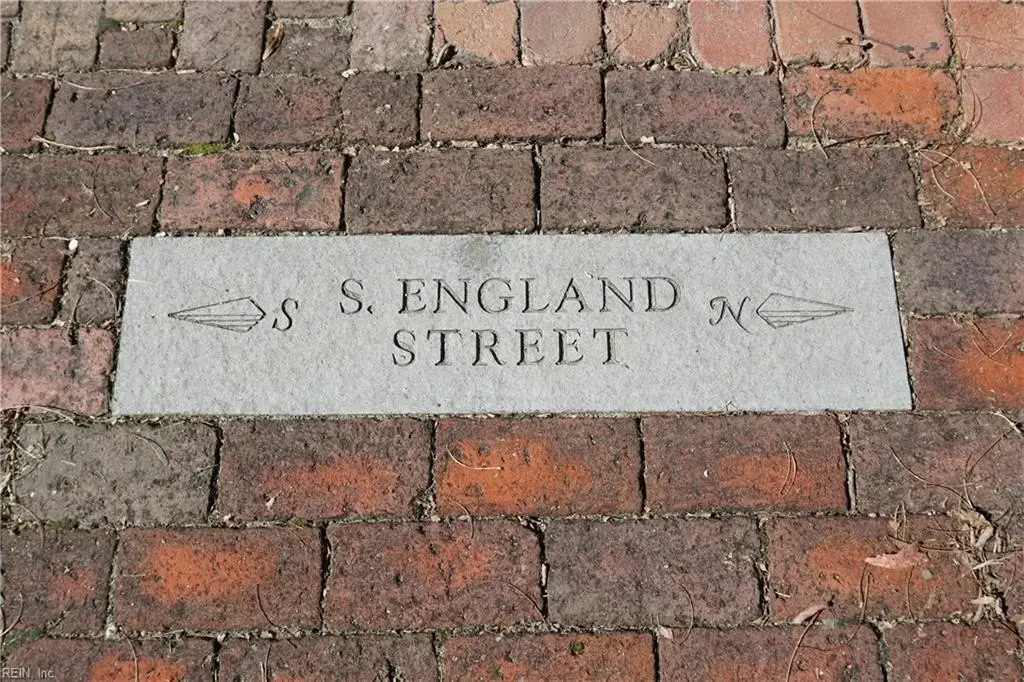 S S. ENGLAND N
STREET
REIN, Inc.